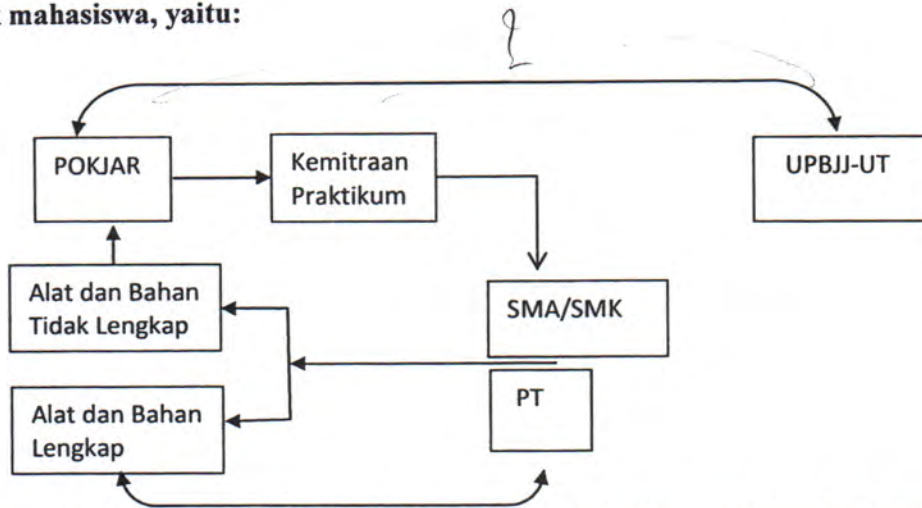 mahasiswa, yaitu:
POKJAR
Kemitraan
Praktikum
UPBJJ-UT
Alat dan Bahan
Tidak Lengkap
SMA/SMK
PT
Alat dan Bahan
Lengkap